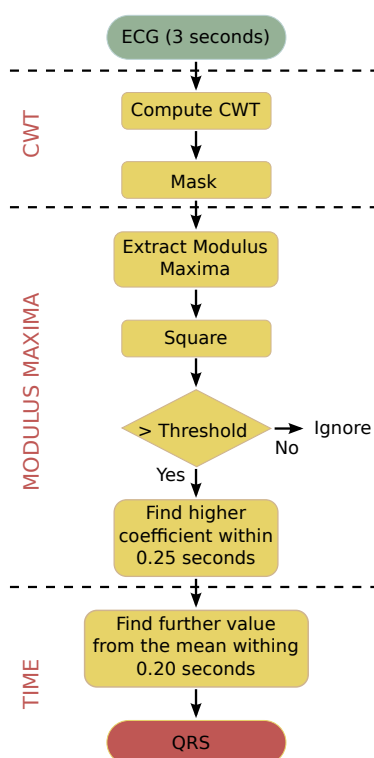 ECG (3 seconds)
CWT
Compute CWT
Mask
MODULUS MAXIMA
Extract Modulus
Maxima
Square
> Threshold
No
Ignore
Yes
Find higher
coefficient within
0.25 seconds
TIME
Find further value
from the mean withing
0.20 seconds
QRS